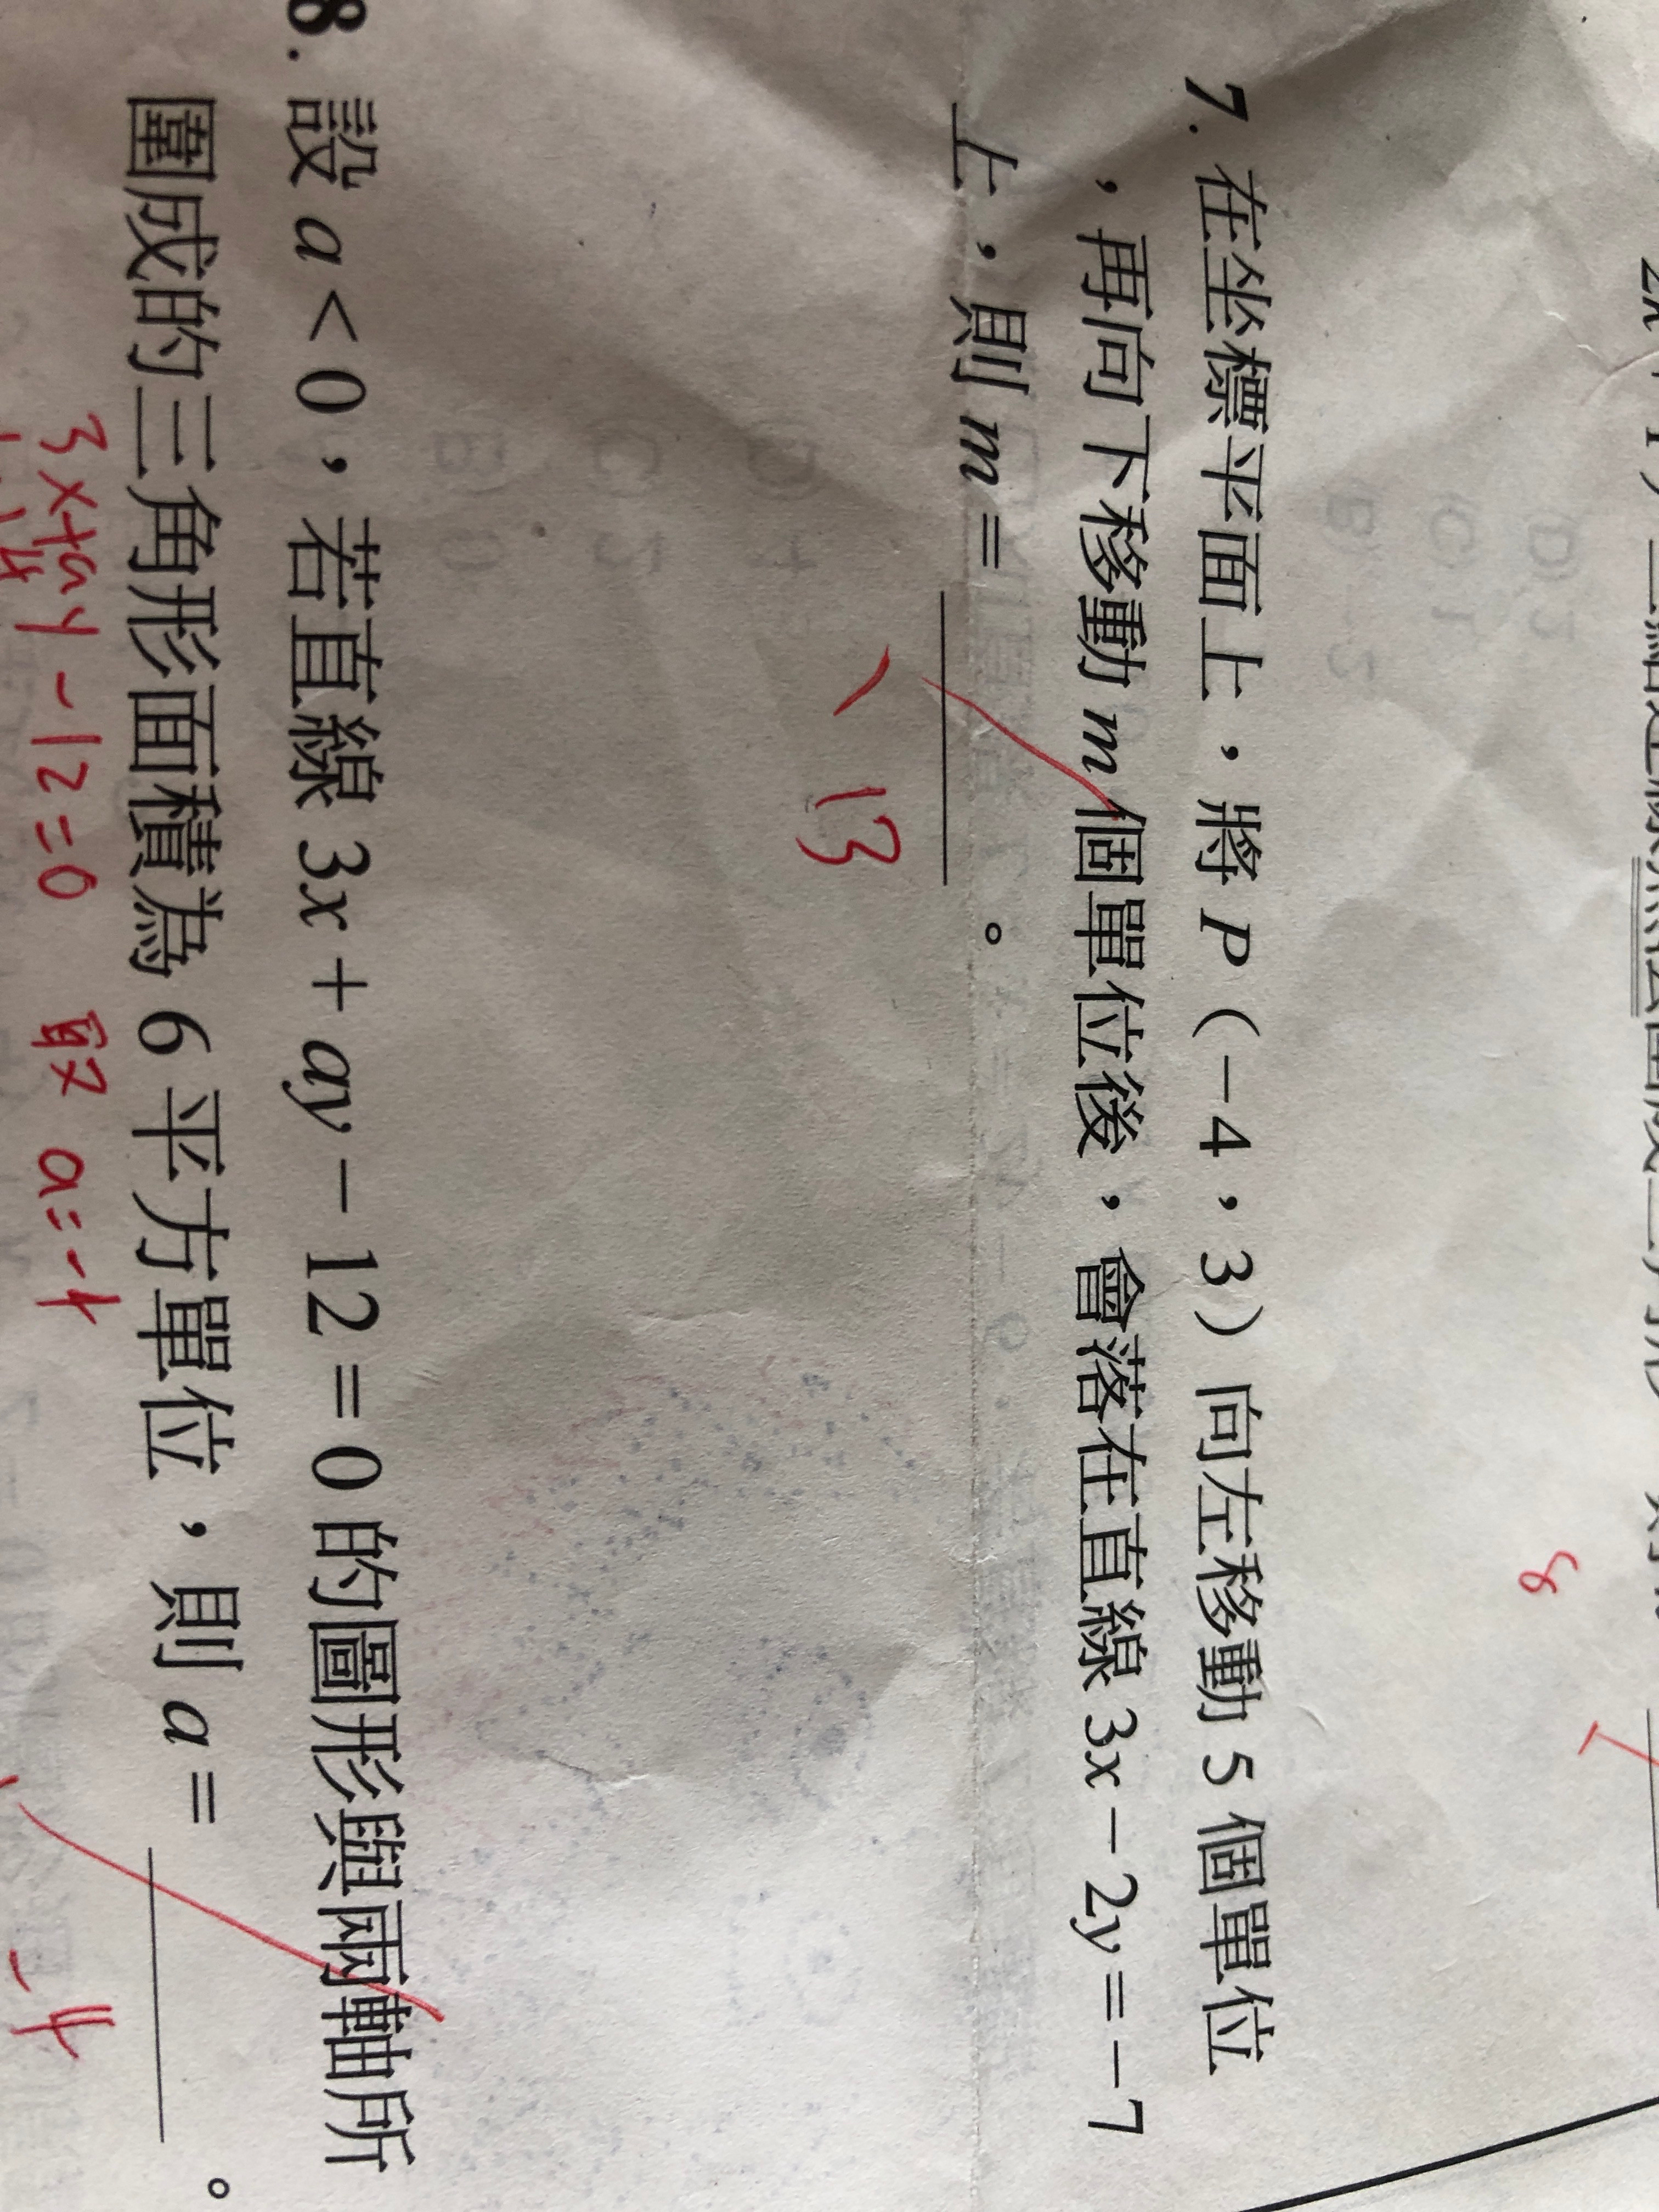 8
7. 在坐標平面上，將 P (－4，3) 向左移動 5 個單位
，再向下移動 m 個單位後，會落在直線 3x－2y＝－7
上，則 m＝＿＿＿＿。
13
8. 設 a＜0，若直線 3x＋ay－12＝0 的圖形與兩軸所
圍成的三角形面積為 6 平方單位，則 a＝＿＿＿＿。
-4
3x+ay-12=0 取 a=-4